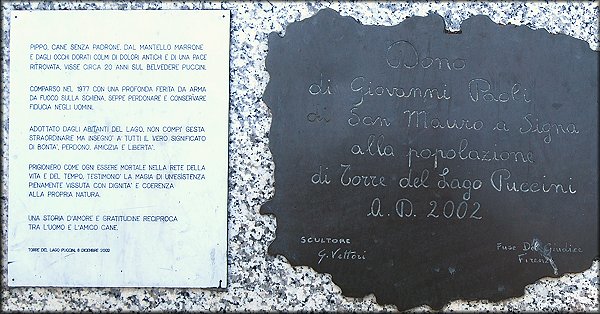 PIPPO, CANE SENZA PADRONE, DAL MANTELLO MARRONE
E DAGLI OCCHI DORATI COLMI DI DOLORI ANTICHI E DI UNA PACE
RITROVATA, VISSE CIRCA 20 ANNI SUL BELVEDERE PUCCINI.
COMPARSO NEL 1977 CON UNA PROFONDA FERITA DA ARMA
DA FUOCO SULLA SCHIENA, SEPPE PERDONARE E CONSERVARE
FIDUCIA NEGLI UOMINI.
ADOTTATO DAGLI ABITANTI DEL LAGO, NON COMPI' GESTA
STRAORDINARIE MA INSEGNO' A TUTTI IL VERO SIGNIFICATO
DI BONTA', PERDONO, AMICIZIA E LIBERTA'.
PRIGIONERO COME OGNI ESSERE MORTALE NELLA RETE DELLA
VITA E DEL TEMPO, TESTIMONIO' LA MAGIA DI UN'ESISTENZA
PIENAMENTE VISSUTA CON DIGNITA' E COERENZA
ALLA PROPRIA NATURA.
UNA STORIA D'AMORE E GRATITUDINE RECIPROCA
TRA L'UOMO E L'AMICO CANE.
TORRE DEL LAGO PUCCINI, 8 DICEMBRE 2002
Dono
di Giovanni Paoli
di San Mauro a Signa
alla popolazione
di Torre del Lago Puccini
A.D. 2002
SCULTORE
G. Vettori
Fuse Del Giudice
Firenze